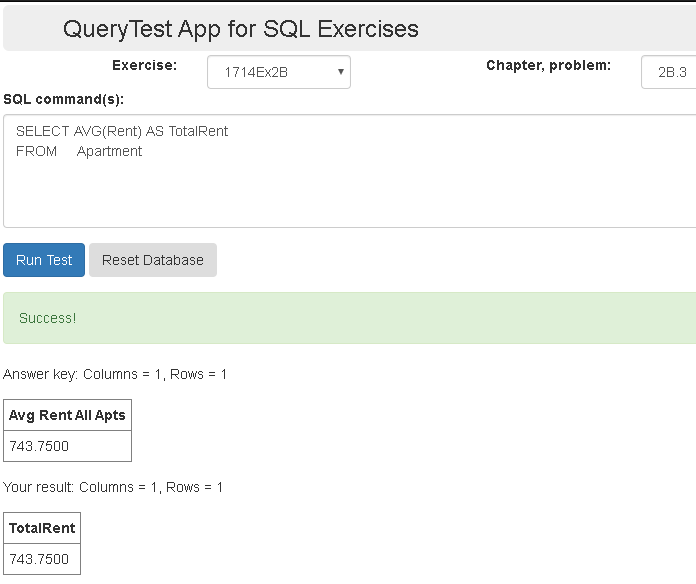 QueryTest App for SQL Exercises
Exercise: 1714Ex2B Chapter, problem: 2B.3
SQL command(s):
SELECT AVG(Rent) AS TotalRent
FROM Apartment
Run Test Reset Database
Success!
Answer key: Columns = 1, Rows = 1
Avg Rent All Apts
743.7500
Your result: Columns = 1, Rows = 1
TotalRent
743.7500